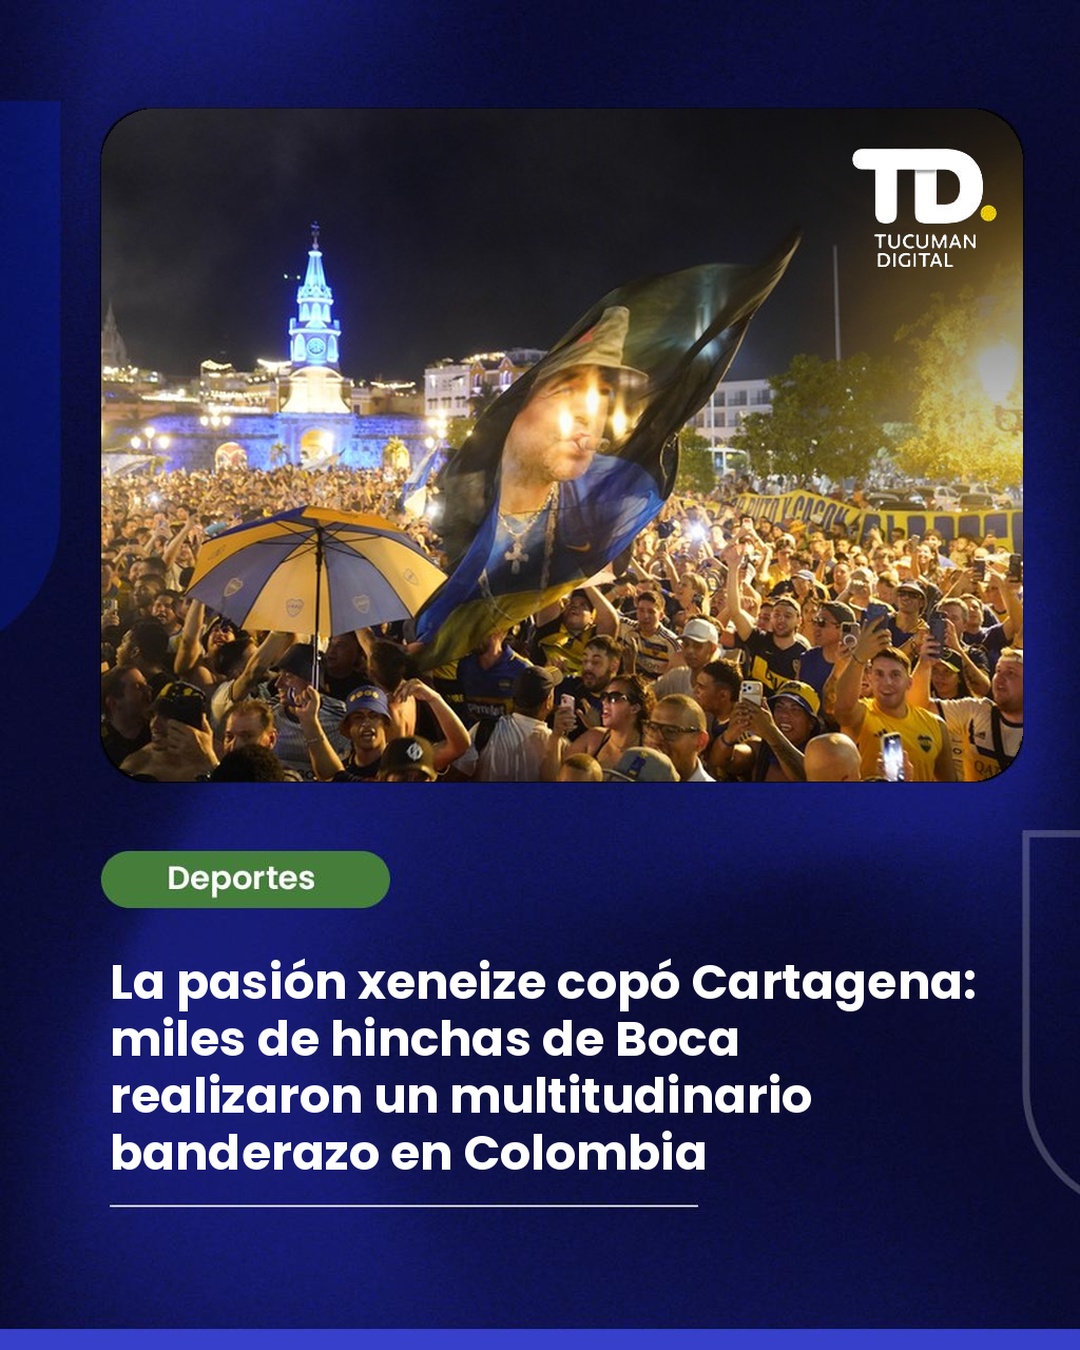 TD.
TUCUMAN
DIGITAL
Deportes
La pasión xeneize copó Cartagena:
miles de hinchas de Boca
realizaron un multitudinario
banderazo en Colombia